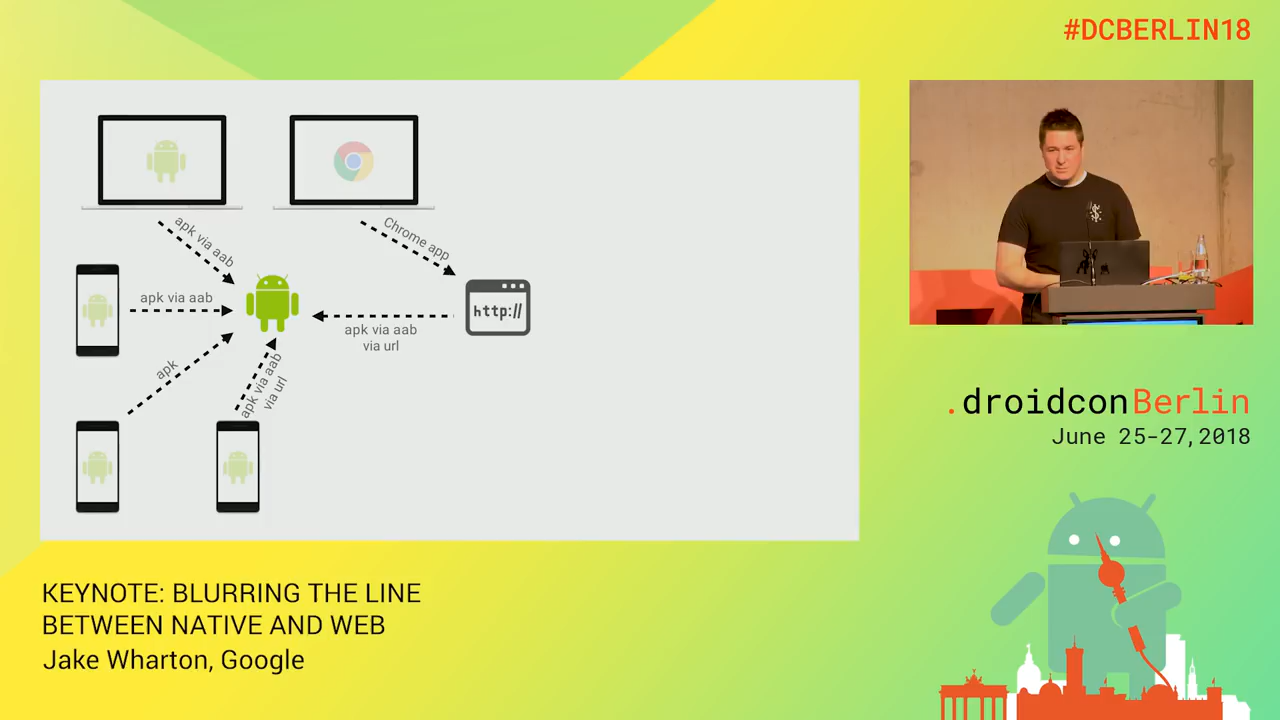 #DCBERLIN18
apk via aab
Chrome app
apk via aab
http://
apk via aab
via url
apk
apk via aab
via url
.droidconBerlin
June 25-27, 2018
KEYNOTE: BLURRING THE LINE
BETWEEN NATIVE AND WEB
Jake Wharton, Google